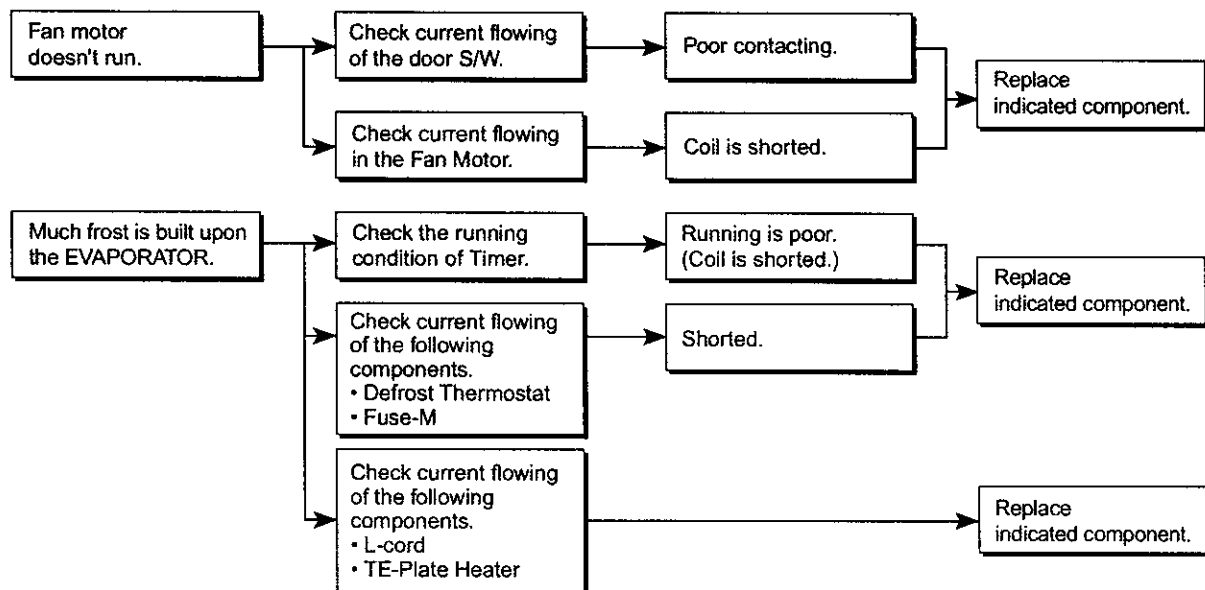 Fan motor
doesn't run.
Check current flowing
of the door S/W.
Poor contacting.
Replace
indicated component.
Check current flowing
in the Fan Motor.
Coil is shorted.
Much frost is built upon
the EVAPORATOR.
Check the running
condition of Timer.
Running is poor.
(Coil is shorted.)
Replace
indicated component.
Check current flowing
of the following
components.
• Defrost Thermostat
• Fuse-M
Shorted.
Check current flowing
of the following
components.
• L-cord
• TE-Plate Heater
Replace
indicated component.